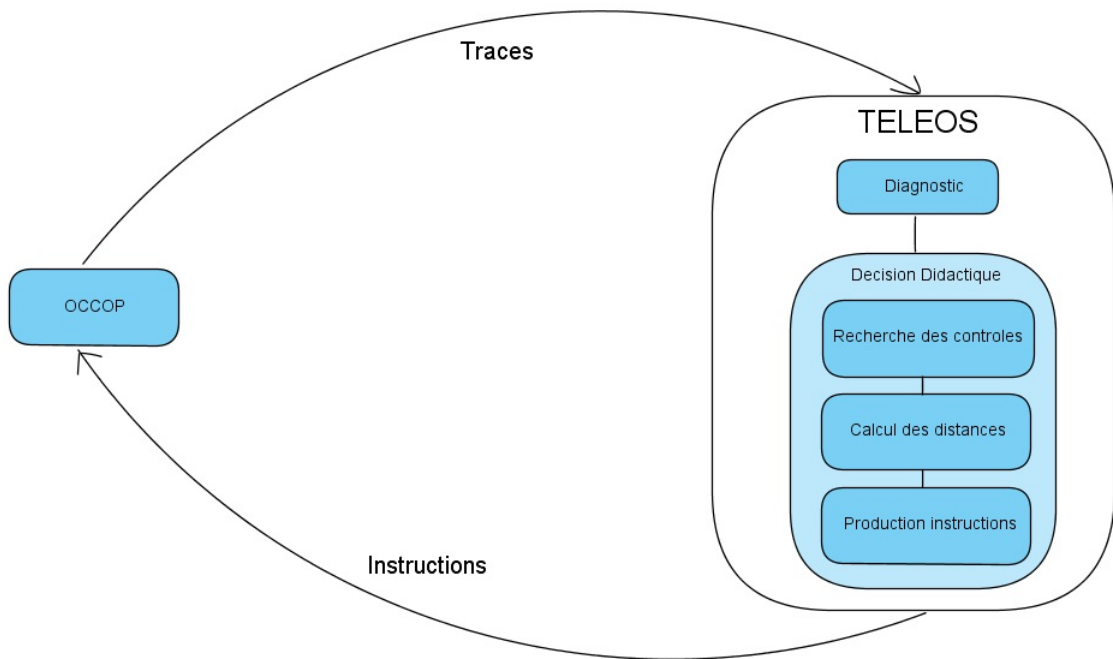 Traces
TELEOS
Diagnostic
OCCOP
Decision Didactique
Recherche des controles
Calcul des distances
Production instructions
Instructions